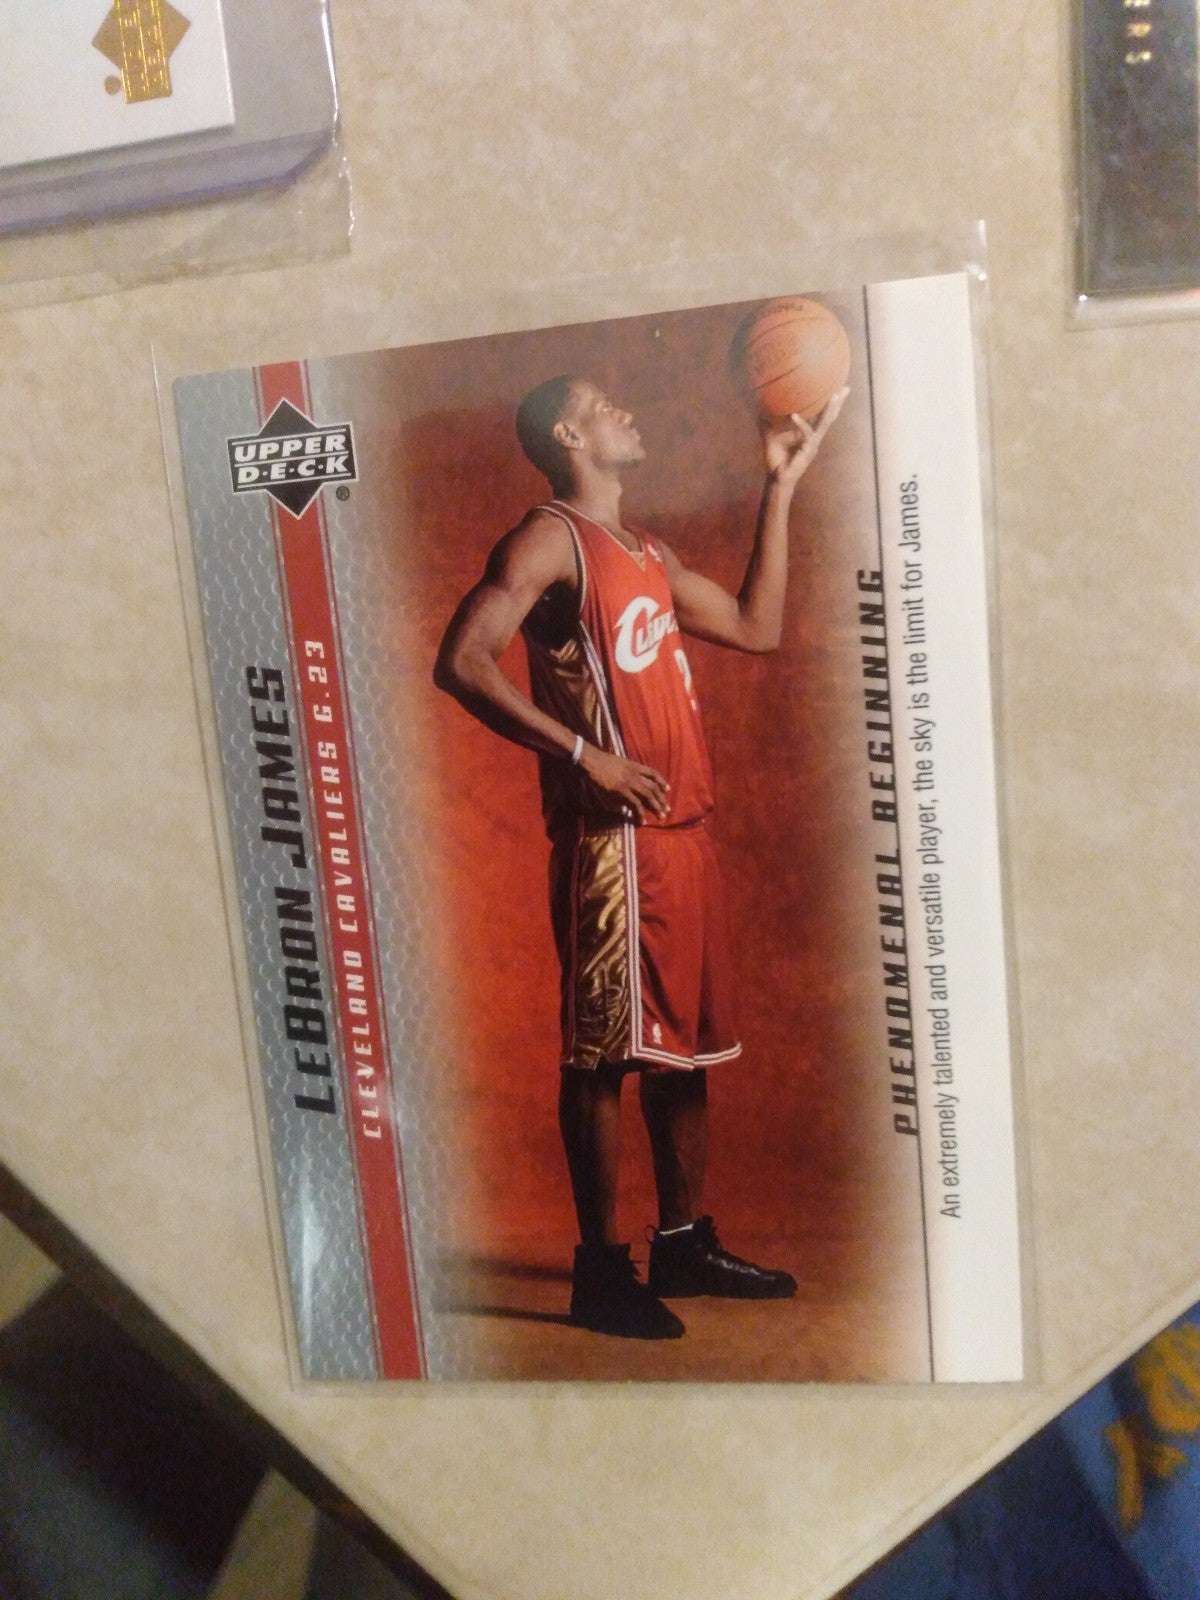 UPPER
D·E·C·K
®
LEBRON JAMES
CLEVELAND CAVALIERS G.23
CLEVELAND
PHENOMENAL BEGINNING
An extremely talented and versatile player, the sky is the limit for James.